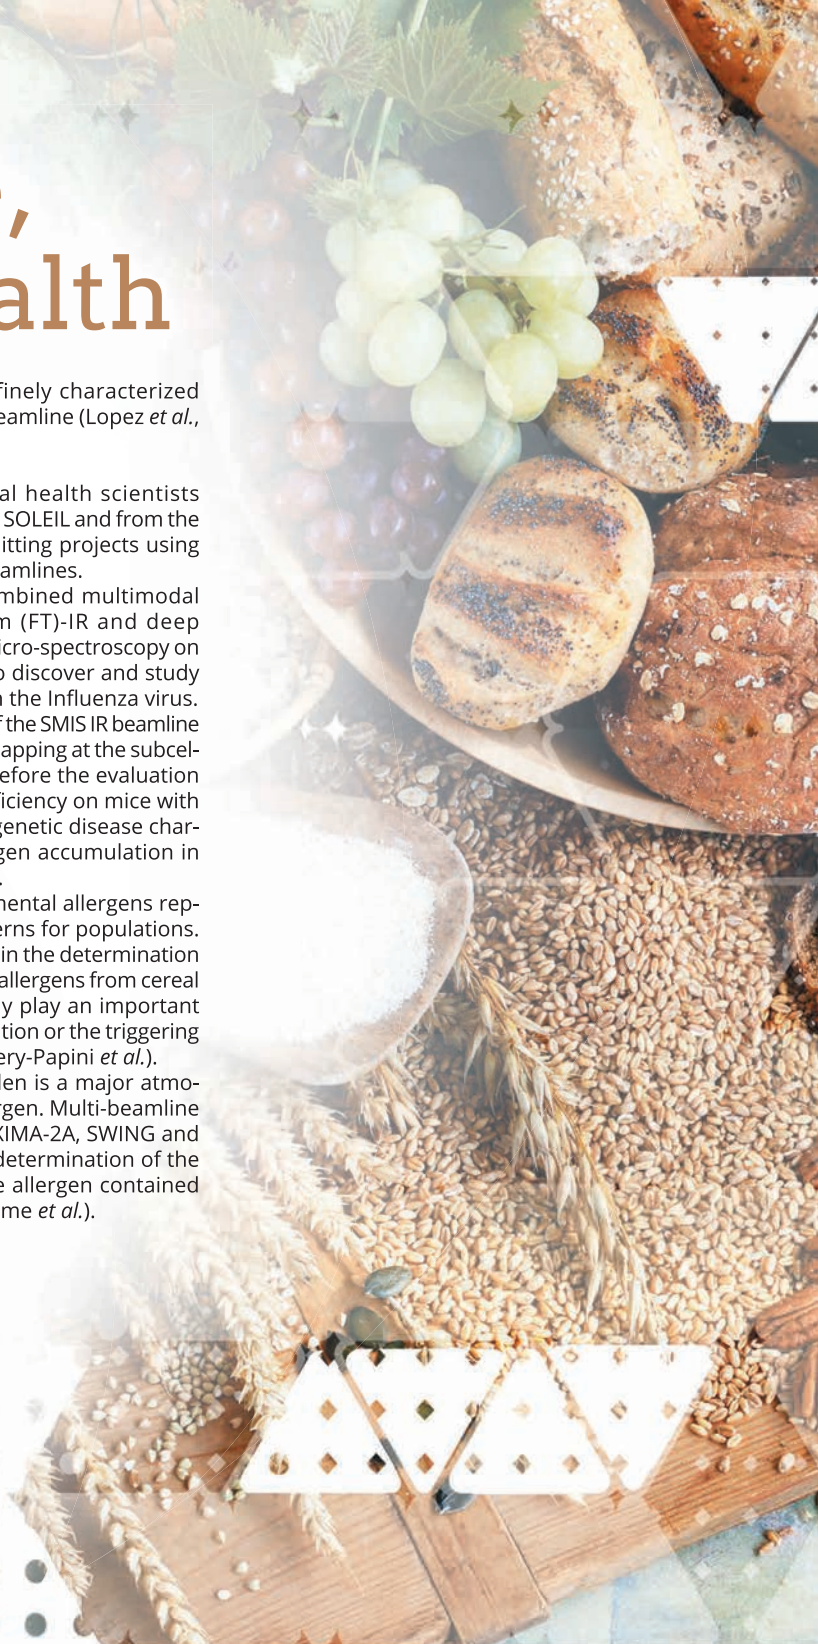 ,
alth
finely characterized
eamline (Lopez et al.,
al health scientists
SOLEIL and from the
itting projects using
amlines.
mbined multimodal
m (FT)-IR and deep
icro-spectroscopy on
o discover and study
n the Influenza virus.
f the SMIS IR beamline
apping at the subcel-
efore the evaluation
ficiency on mice with
genetic disease char-
gen accumulation in
.
nental allergens rep-
erns for populations.
in the determination
allergens from cereal
y play an important
tion or the triggering
ery-Papini et al.).
len is a major atmo-
rgen. Multi-beamline
XIMA-2A, SWING and
determination of the
e allergen contained
me et al.).